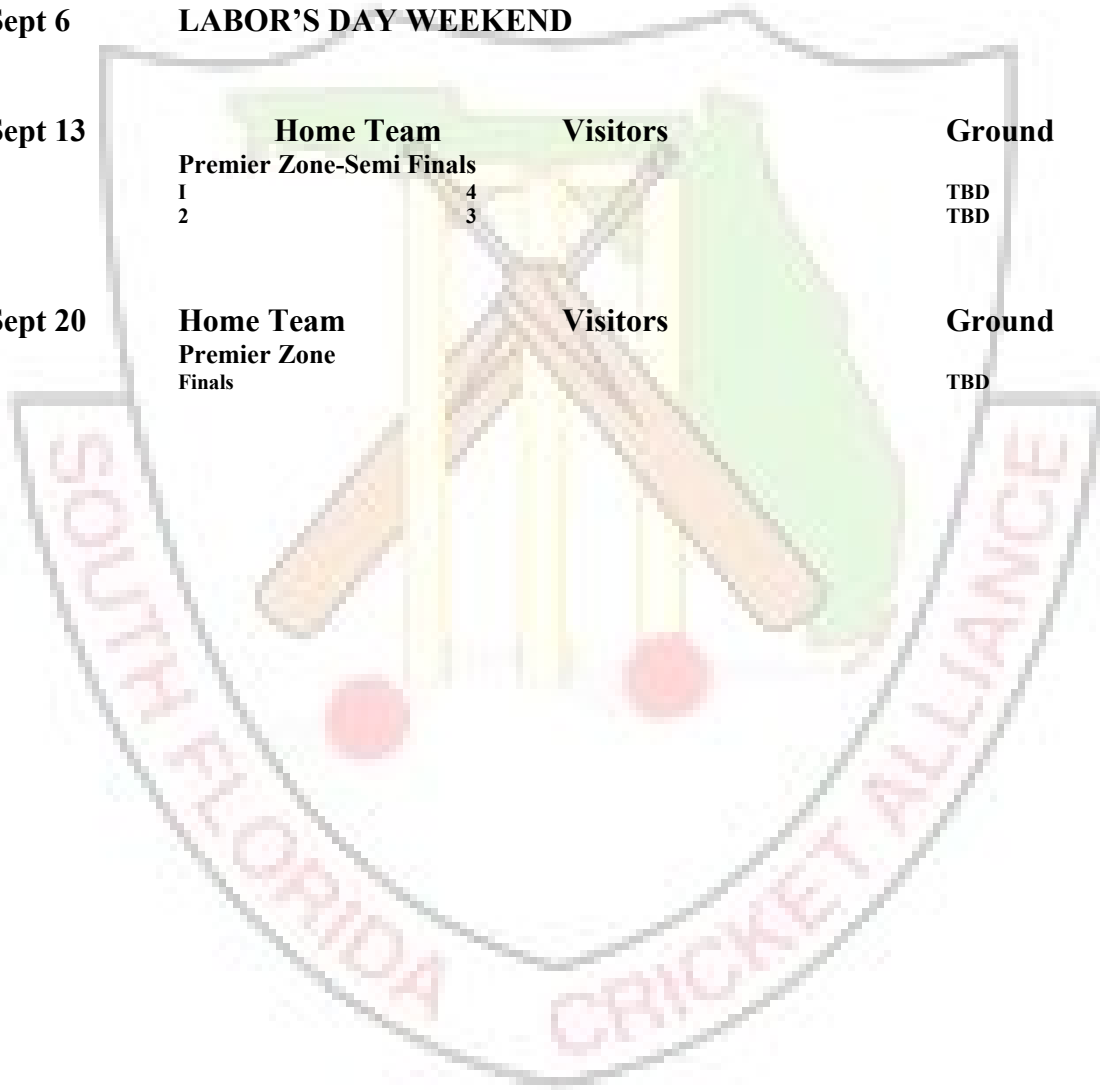 Sept 6 LABOR'S DAY WEEKEND
Sept 13 Home Team Visitors Ground
Premier Zone-Semi Finals
I 4 TBD
2 3 TBD
Sept 20 Home Team Visitors Ground
Premier Zone
Finals TBD
SOUTH FLORIDA CRICKET ALLIANCE